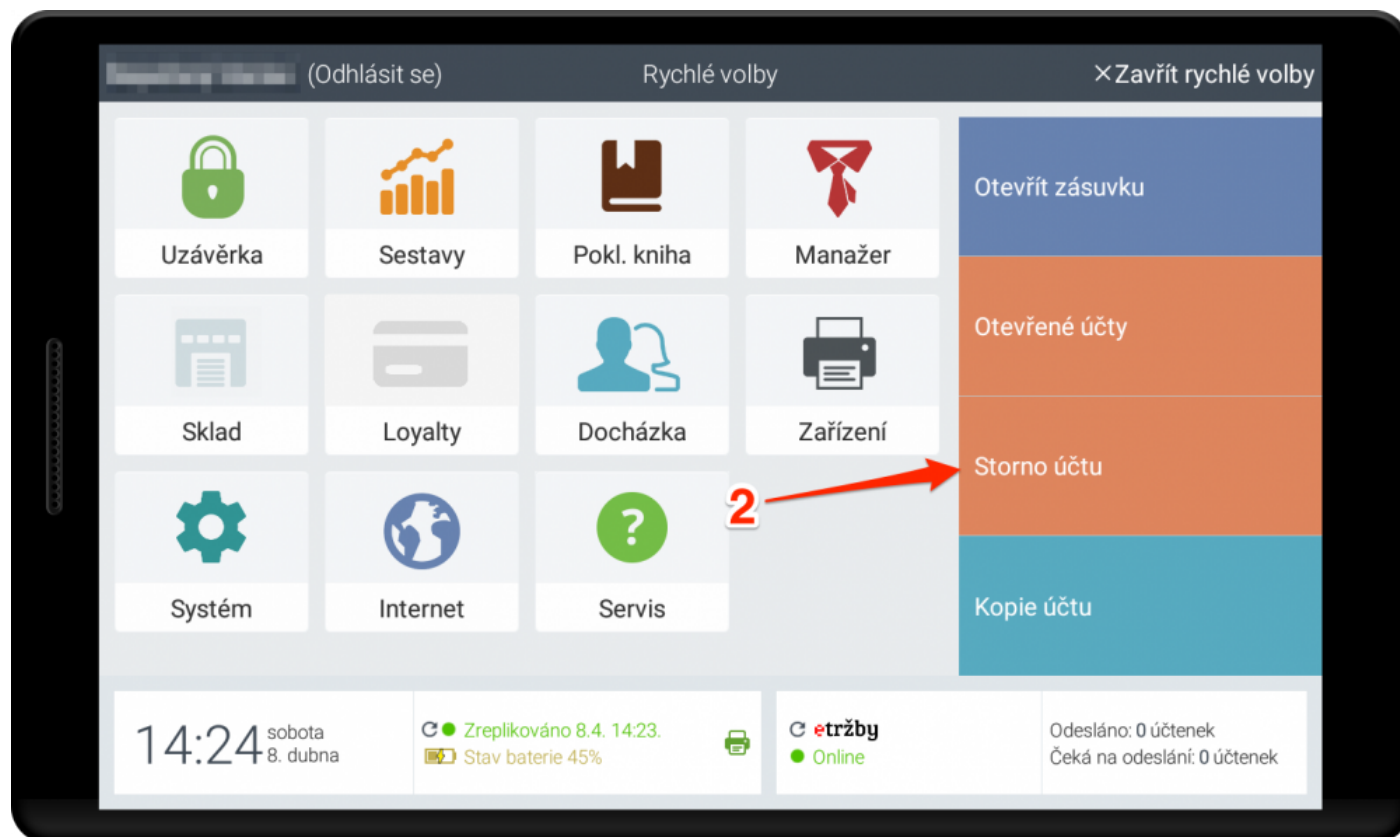 (Odhlásit se)
Rychlé volby
×Zavřít rychlé volby
Uzávěrka
Sestavy
Pokl. kniha
Manažer
Sklad
Loyalty
Docházka
Zařízení
Systém
Internet
?
Servis
Otevřít zásuvku
Otevřené účty
Storno účtu
Kopie účtu
2
14:24 sobota
8. dubna
Zreplikováno 8.4. 14:23.
Stav baterie 45%
etržby
Online
Odesláno: 0 účtenek
Čeká na odeslání: 0 účtenek